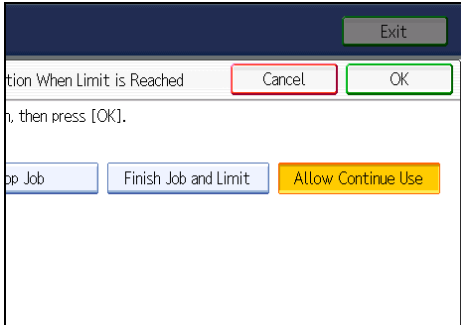 Exit
tion When Limit is Reached Cancel OK
, then press [OK].
op Job Finish Job and Limit Allow Continue Use